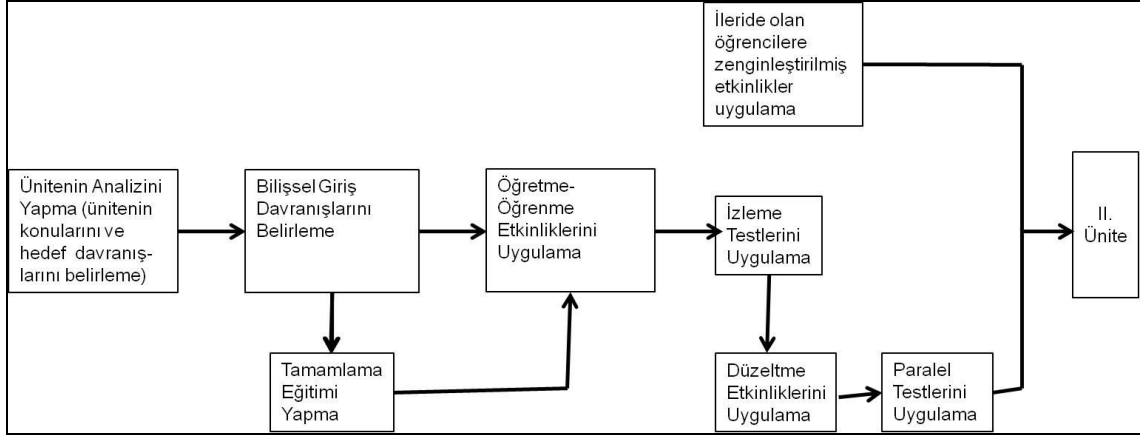 İleride olan
öğrencilere
zenginleştirilmiş
etkinlikler
uygulama
Ünitenin Analizini
Yapma (ünitenin
konularını ve
hedef davranış-
larını belirleme)
Bilişsel Giriş
Davranışlarını
Belirleme
Öğretme-
Öğrenme
Etkinliklerini
Uygulama
İzleme
Testlerini
Uygulama
II.
Ünite
Tamamlama
Eğitimi
Yapma
Düzeltme
Etkinliklerini
Uygulama
Paralel
Testlerini
Uygulama